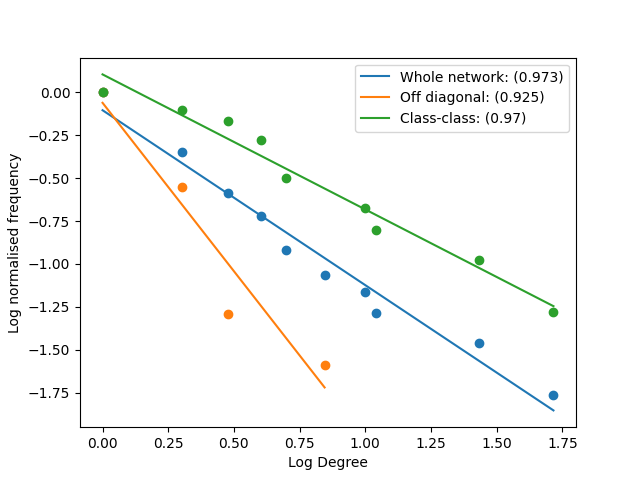 Whole network: (0.973)
Off diagonal: (0.925)
Class-class: (0.97)
0.00
−0.25
−0.50
−0.75
−1.00
−1.25
−1.50
−1.75
Log normalised frequency
0.00 0.25 0.50 0.75 1.00 1.25 1.50 1.75
Log Degree